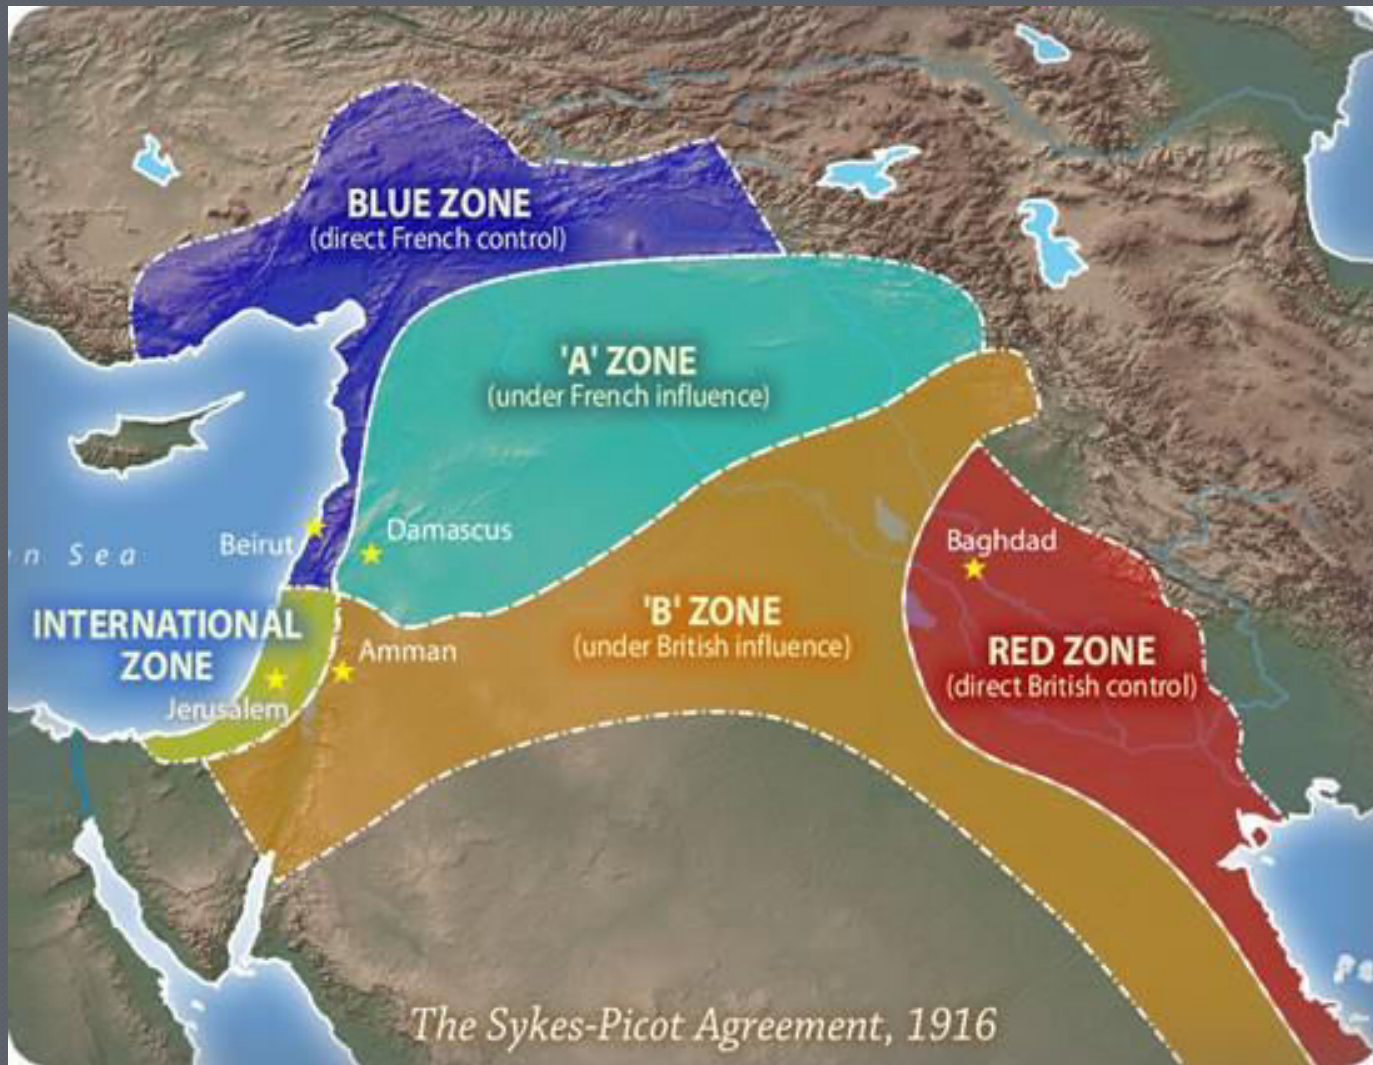 BLUE ZONE
(direct French control)
'A' ZONE
(under French influence)
Beirut
Damascus
n Sea
INTERNATIONAL
ZONE
Jerusalem
Amman
'B' ZONE
(under British influence)
Baghdad
RED ZONE
(direct British control)
The Sykes-Picot Agreement, 1916